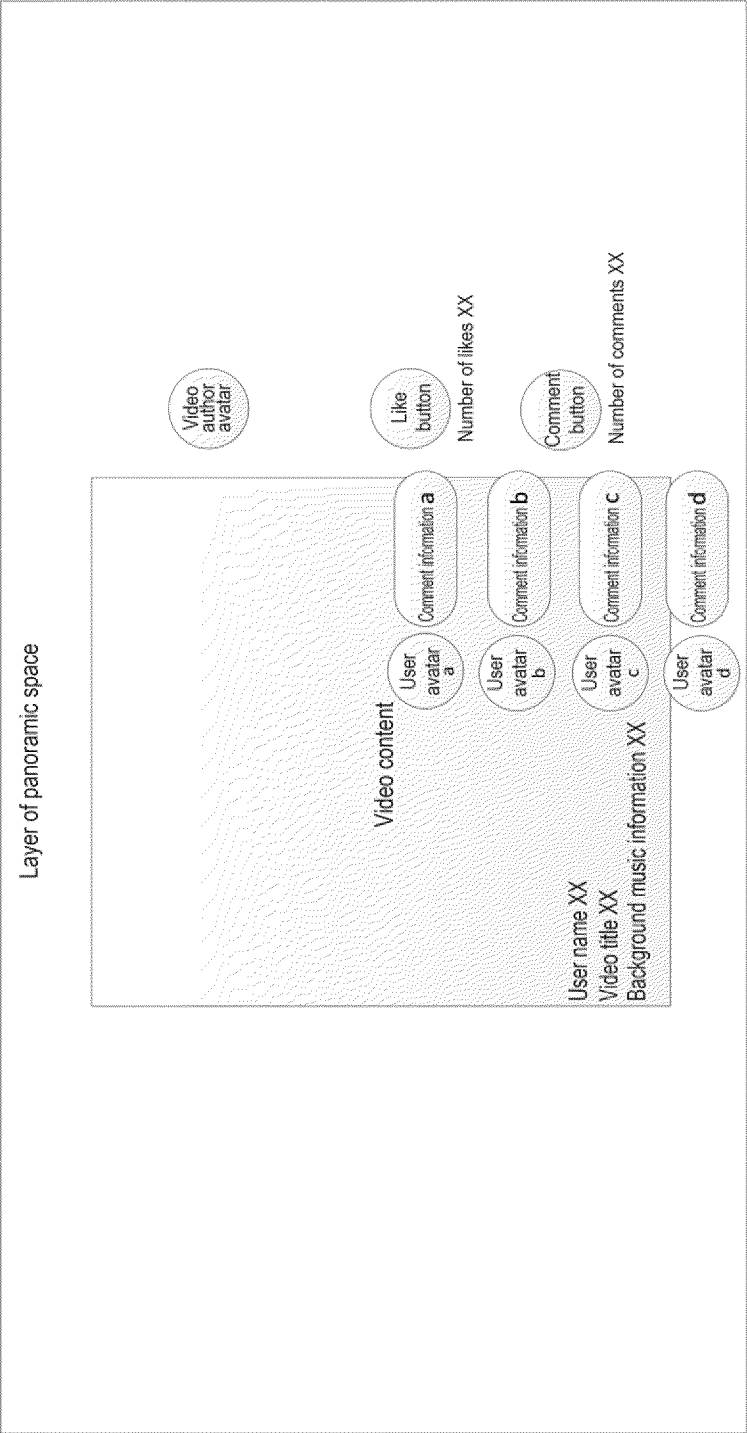 Layer of panoramic space
Video
author
avatar
Video content
Like
button
Number of likes XX
User
avatar
a
Comment information a
User
avatar
b
Comment information b
Comment
button
Number of comments XX
User name XX
Video title XX
Background music information XX
User
avatar
c
Comment information c
User
avatar
d
Comment information d